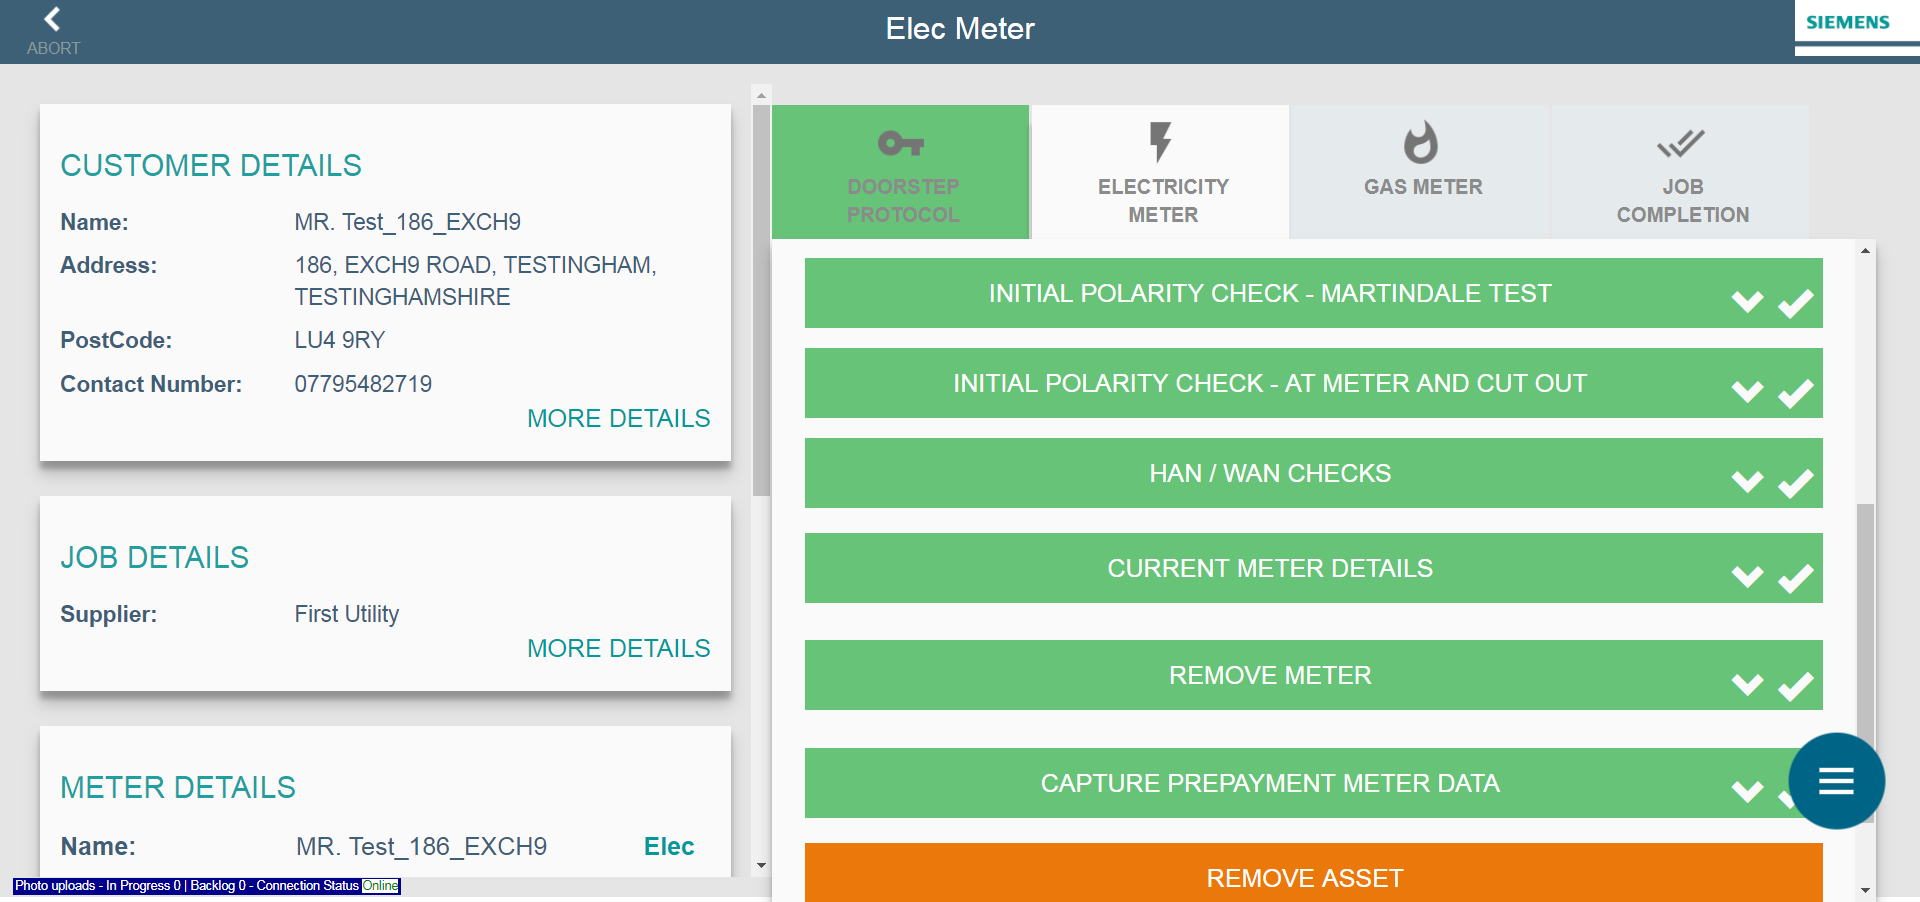 ABORT
Elec Meter
SIEMENS
CUSTOMER DETAILS
Name: MR. Test_186_EXCH9
Address: 186, EXCH9 ROAD, TESTINGHAM,
TESTINGHAMSHIRE
PostCode: LU4 9RY
Contact Number: 07795482719
MORE DETAILS
JOB DETAILS
Supplier: First Utility
MORE DETAILS
METER DETAILS
Name: MR. Test_186_EXCH9 Elec
Photo uploads - In Progress 0 | Backlog 0 - Connection Status Online
DOORSTEP
PROTOCOL
ELECTRICITY
METER
GAS METER
JOB
COMPLETION
INITIAL POLARITY CHECK - MARTINDALE TEST
INITIAL POLARITY CHECK - AT METER AND CUT OUT
HAN / WAN CHECKS
CURRENT METER DETAILS
REMOVE METER
CAPTURE PREPAYMENT METER DATA
REMOVE ASSET